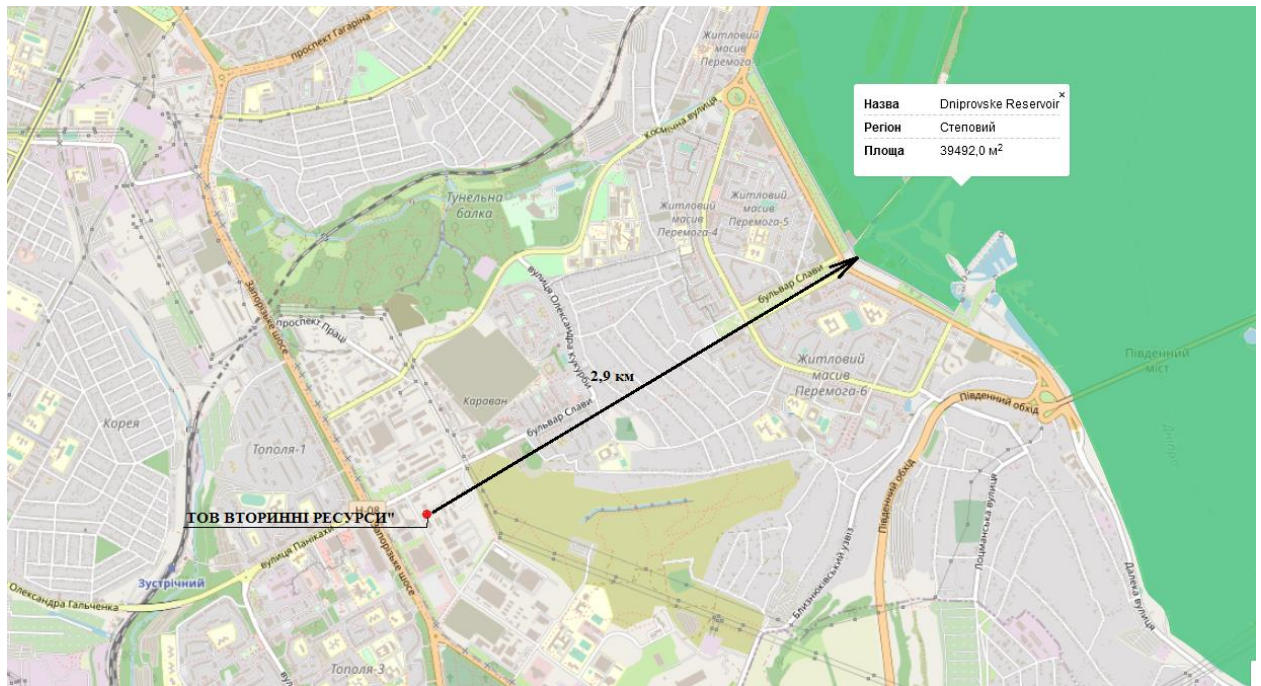 проспект Гагаріна
Житловий
масив
Перемога-3
Космічна вулиця
Назва Dniprovske Reservoir ×
Регіон Степовий
Площа 39492,0 м²
Тунельна
балка
Житловий
масив
Перемога-4
Житловий
масив
Перемога-5
бульвар Слави
вулиця Олександра Кукурби
Запорізьке шосе
проспект Праці
Південний
міст
Житловий
масив
Перемога-6
2,9 км
Караван
бульвар Слави
Південний обхід
Корея
Тополя-1
Дніпро
ТОВ ВТОРИННІ РЕСУРСИ"
Н-08
Запорізьке шосе
вулиця Панікахи
Південний обхід
Лоцманська вулиця
Зустрічний
Олександра Гальченка
Близнюківський узвіз
Далека вулиця
Тополя-3